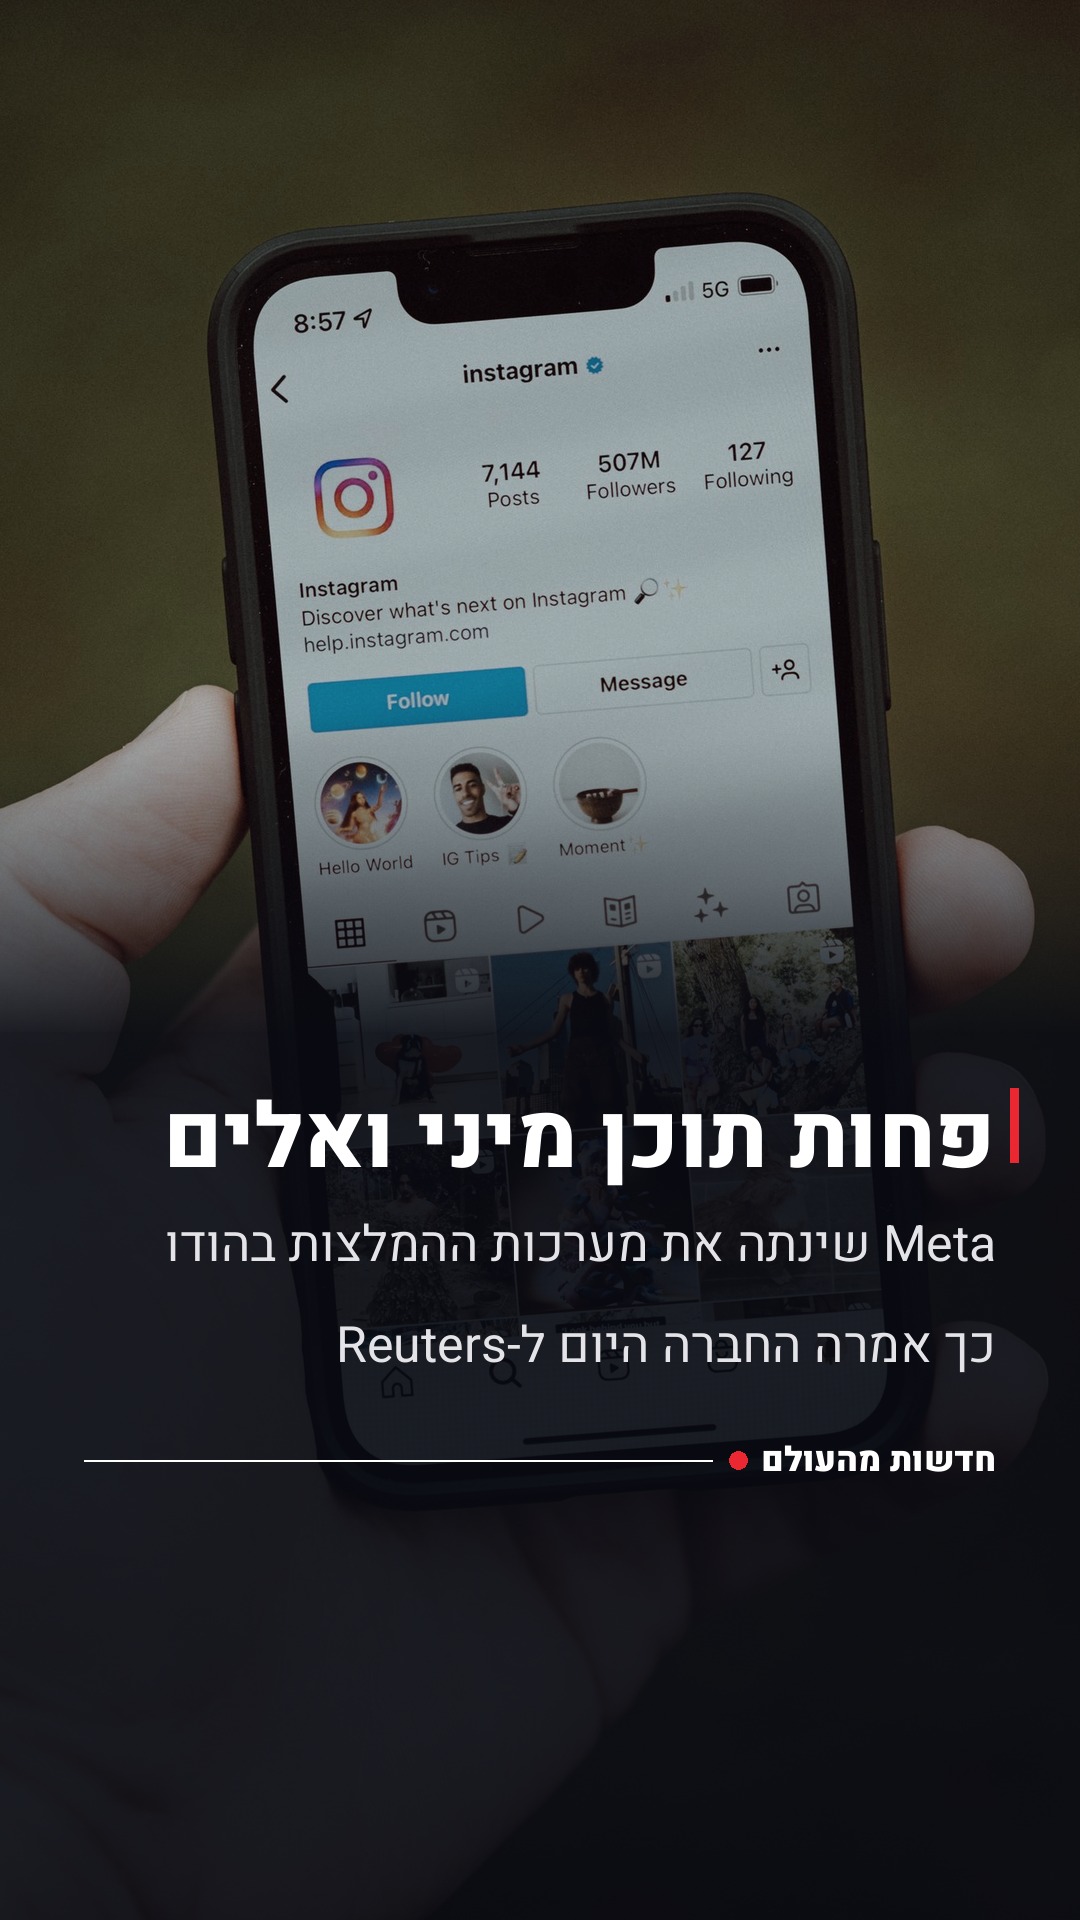 8:57
5G
instagram
7,144
507M
127
Posts
Followers
Following
Instagram
Discover what's next on Instagram 🔎✨
help.instagram.com
Follow
Message
Hello World
IG Tips 📝
Moment ✨
פחות תוכן מיני ואלים
Meta שינתה את מערכות ההמלצות בהודו
כך אמרה החברה היום ל-Reuters
חדשות מהעולם